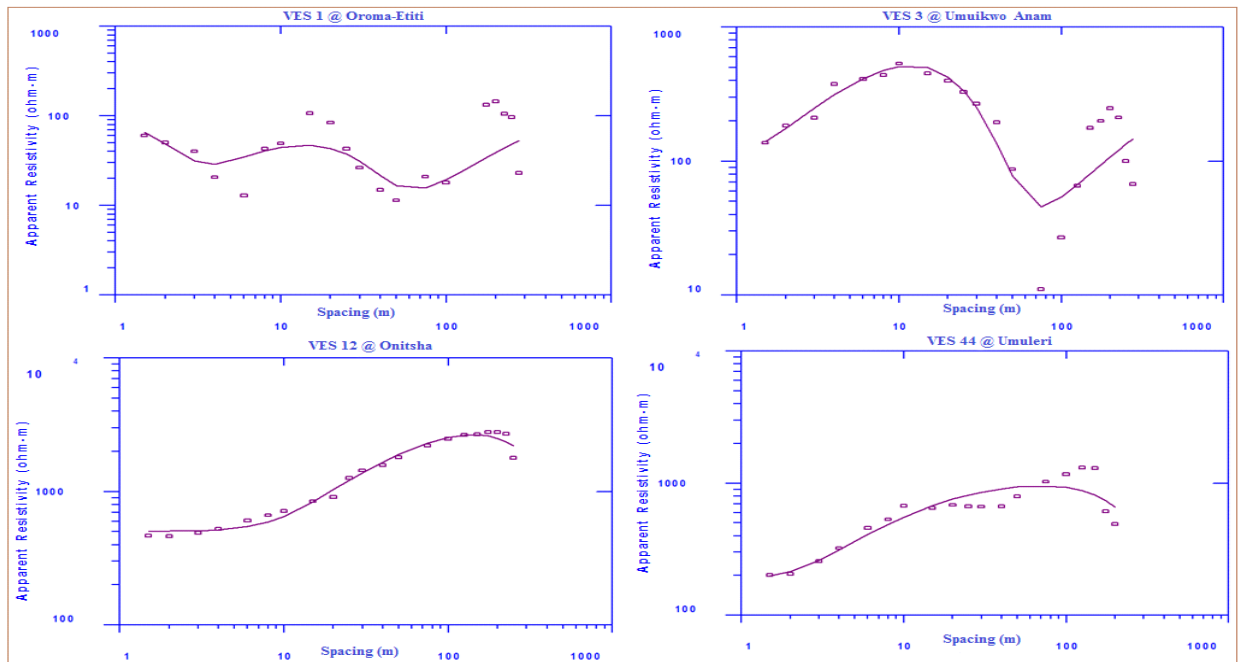 VES 1 @ Oroma-Etiti
1000
100
10
1
Apparent Resistivity (ohm-m)
Spacing (m)
1 10 100 1000
VES 3 @ Umuikwo Anam
1000
100
10
Apparent Resistivity (ohm-m)
Spacing (m)
1 10 100 1000
VES 12 @ Onitsha
10 4
1000
100
Apparent Resistivity (ohm-m)
Spacing (m)
1 10 100 1000
VES 44 @ Umuleri
10 4
1000
100
Apparent Resistivity (ohm-m)
Spacing (m)
1 10 100 1000